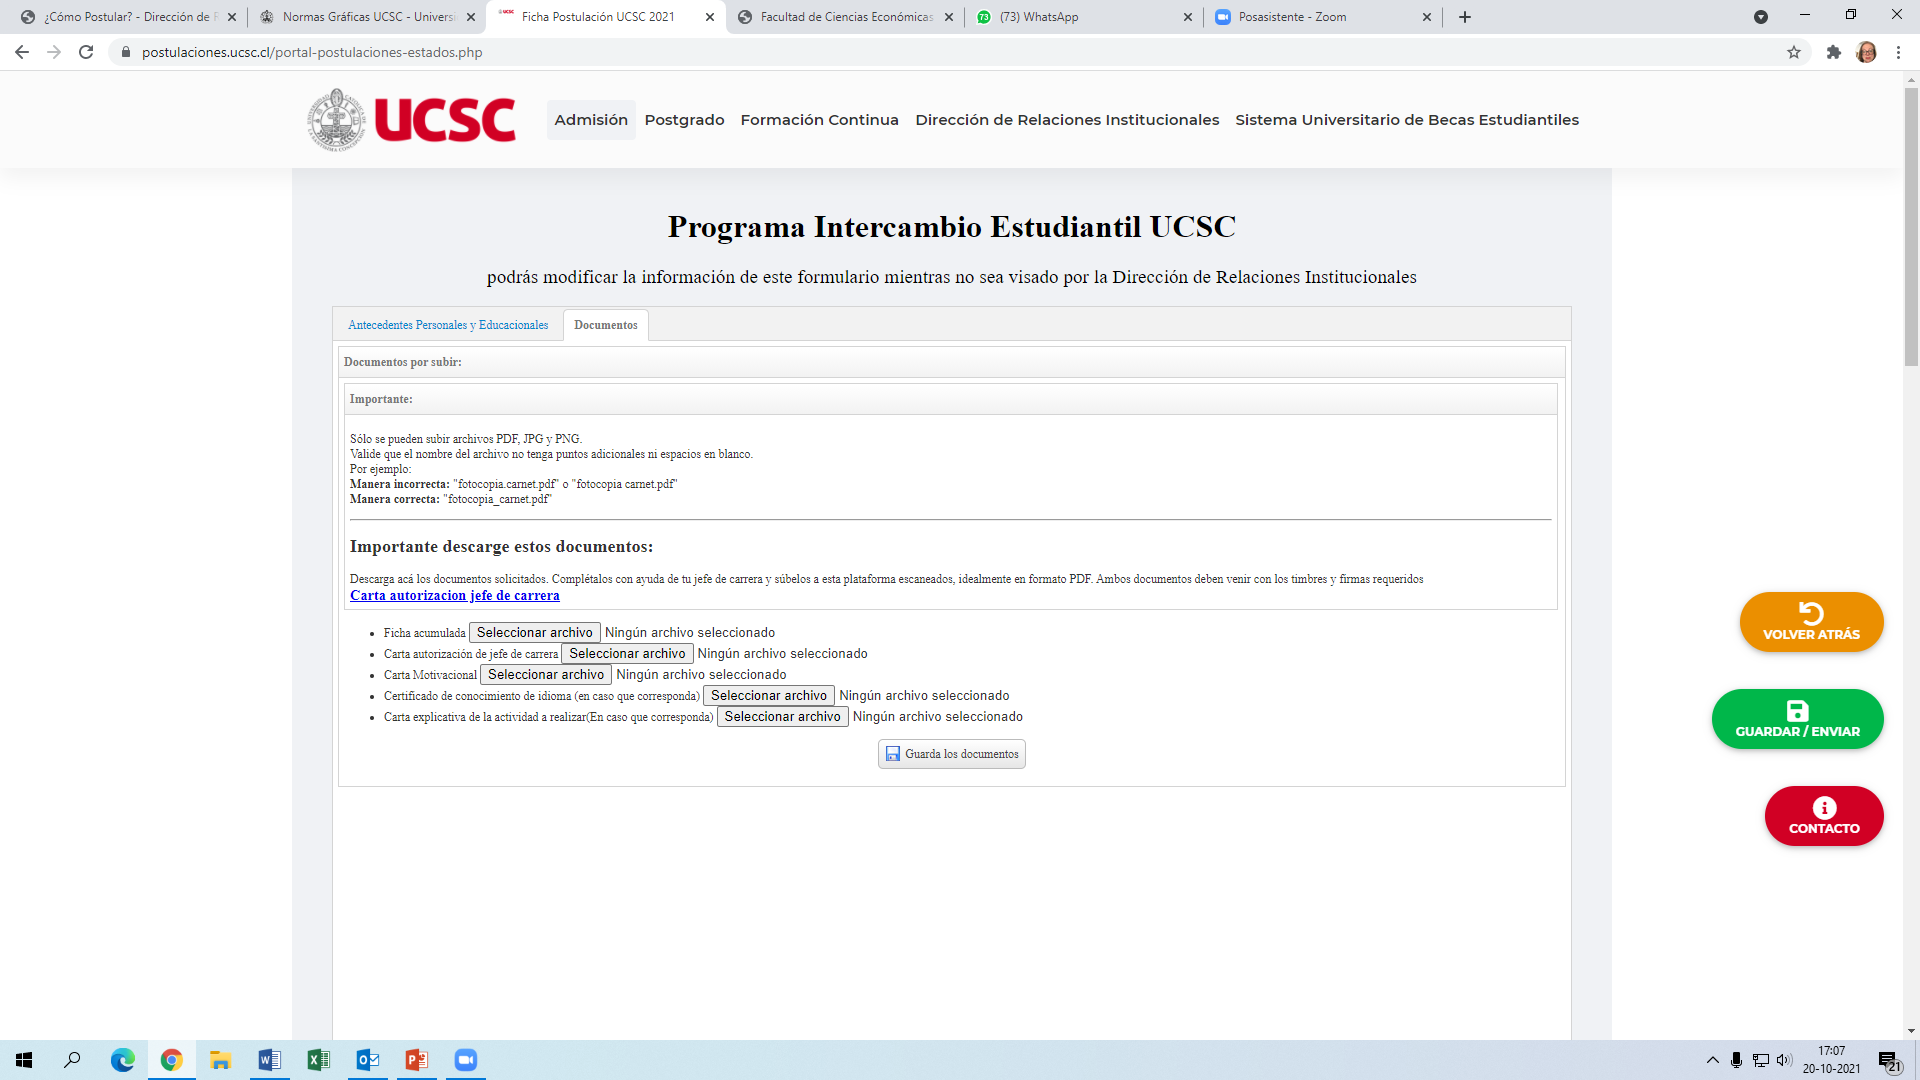 ¿Cómo Postular? - Dirección de R
Normas Gráficas UCSC - Universi
Ficha Postulación UCSC 2021
Facultad de Ciencias Económicas
(73) WhatsApp
Posasistente - Zoom
postulaciones.ucsc.cl/portal-postulaciones-estados.php
UCSC
Admisión Postgrado Formación Continua Dirección de Relaciones Institucionales Sistema Universitario de Becas Estudiantiles
Programa Intercambio Estudiantil UCSC
podrás modificar la información de este formulario mientras no sea visado por la Dirección de Relaciones Institucionales
Antecedentes Personales y Educacionales Documentos
Documentos por subir:
Importante:
Sólo se pueden subir archivos PDF, JPG y PNG.
Valide que el nombre del archivo no tenga puntos adicionales ni espacios en blanco.
Por ejemplo:
Manera incorrecta: "fotocopia.carnet.pdf" o "fotocopia carnet.pdf"
Manera correcta: "fotocopia_carnet.pdf"
Importante descarge estos documentos:
Descarga acá los documentos solicitados. Complétalos con ayuda de tu jefe de carrera y súbelos a esta plataforma escaneados, idealmente en formato PDF. Ambos documentos deben venir con los timbres y firmas requeridos
Carta autorizacion jefe de carrera
Ficha acumulada Seleccionar archivo Ningún archivo seleccionado
Carta autorización de jefe de carrera Seleccionar archivo Ningún archivo seleccionado
Carta Motivacional Seleccionar archivo Ningún archivo seleccionado
Certificado de conocimiento de idioma (en caso que corresponda) Seleccionar archivo Ningún archivo seleccionado
Carta explicativa de la actividad a realizar(En caso que corresponda) Seleccionar archivo Ningún archivo seleccionado
Guarda los documentos
VOLVER ATRÁS
GUARDAR / ENVIAR
CONTACTO
17:07
20-10-2021
21